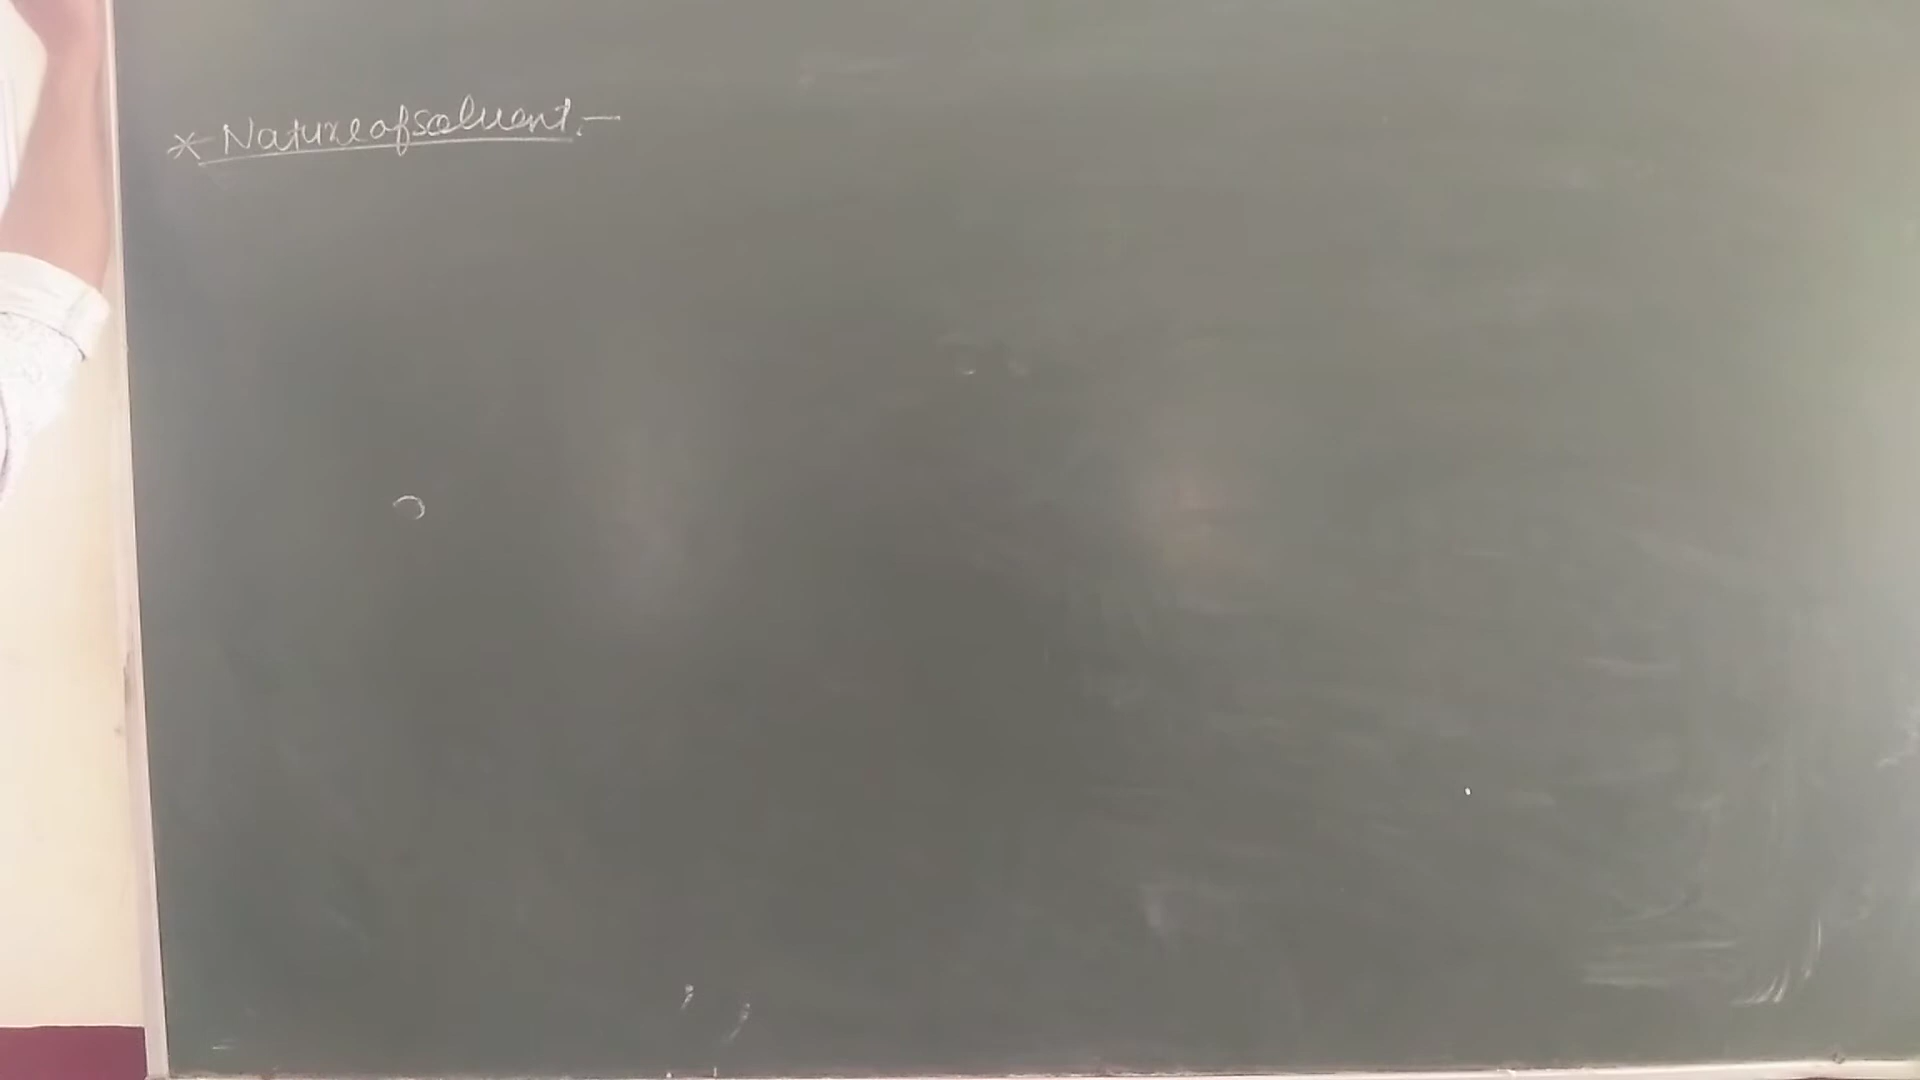 * Nature of solvent :-